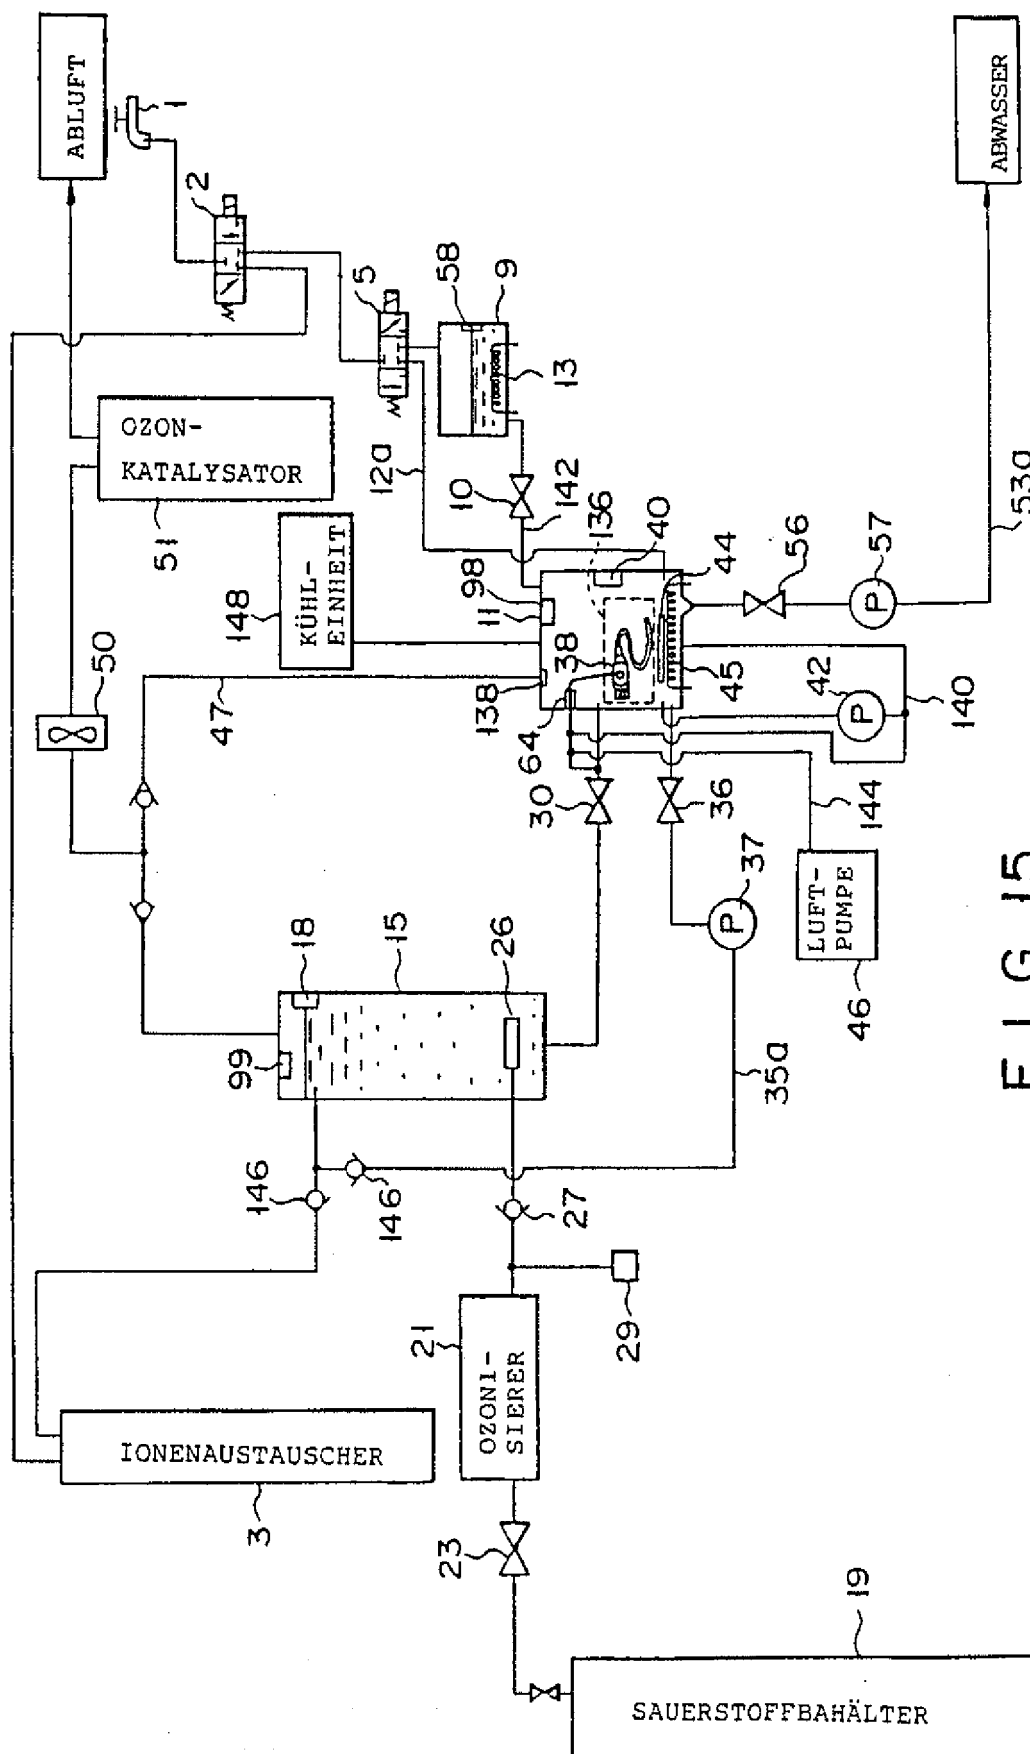 ABLUFT
1
2
5
58
9
13
OZON-
KATALYSATOR
51
12a
10
142
136
40
44
KÜHL-
EINHEIT
148
98
11
38
138
64
45
56
57
P
53a
ABWASSER
50
47
30
36
42
P
140
144
37
P
LUFT-
PUMPE
46
18
15
26
99
35a
146
146
27
29
21
OZONI-
SIERER
IONENAUSTAUSCHER
3
23
19
SAUERSTOFFBAHÄLTER
FIG 15